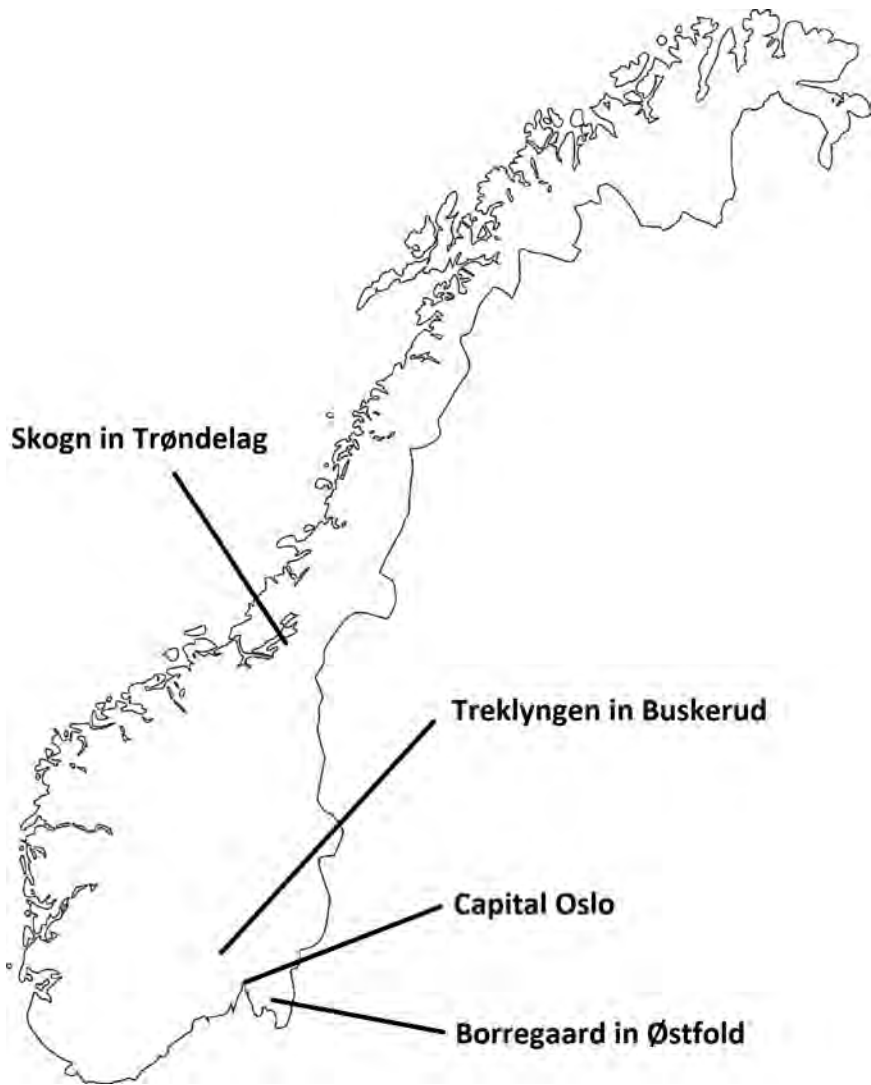 Skogn in Trøndelag
Treklyngen in Buskerud
Capital Oslo
Borregaard in Østfold